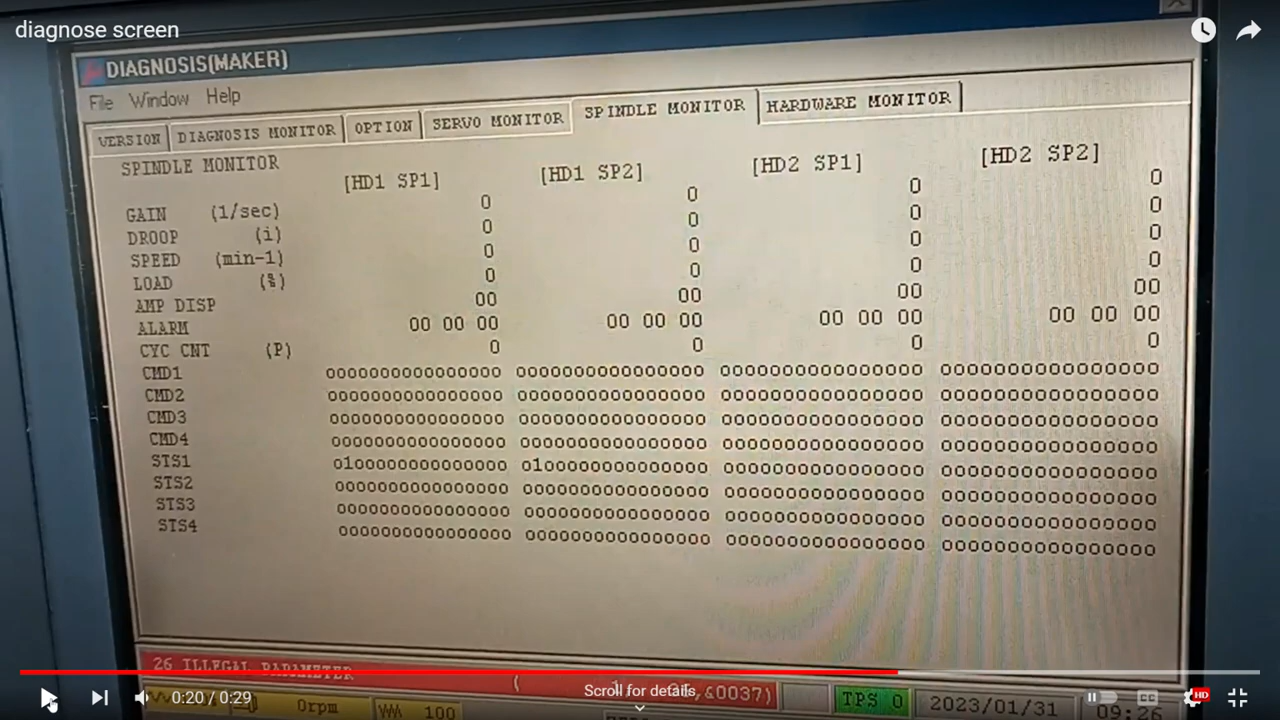 diagnose screen
DIAGNOSIS(MAKER)
File Window Help
VERSION DIAGNOSIS MONITOR OPTION SERVO MONITOR SPINDLE MONITOR HARDWARE MONITOR
SPINDLE MONITOR [HD1 SP1] [HD1 SP2] [HD2 SP1] [HD2 SP2]
GAIN (1/sec) 0 0 0 0
DROOP (i) 0 0 0 0
SPEED (min-1) 0 0 0 0
LOAD (%) 0 0 0 0
AMP DISP 00 00 00 00
ALARM 00 00 00 00 00 00 00 00 00 00 00 00
CYC CNT (P) 0 0 0 0
CMD1 0000000000000000 0000000000000000 0000000000000000 0000000000000000
CMD2 0000000000000000 0000000000000000 0000000000000000 0000000000000000
CMD3 0000000000000000 0000000000000000 0000000000000000 0000000000000000
CMD4 0000000000000000 0000000000000000 0000000000000000 0000000000000000
STS1 0100000000000000 0100000000000000 0000000000000000 0000000000000000
STS2 0000000000000000 0000000000000000 0000000000000000 0000000000000000
STS3 0000000000000000 0000000000000000 0000000000000000 0000000000000000
STS4 0000000000000000 0000000000000000 0000000000000000 0000000000000000
26 ILLEGAL PARAMETER
Scroll for details
,&0037)
0:20 / 0:29
0rpm 100 TPS 0 2023/01/31
09:26
CC HD